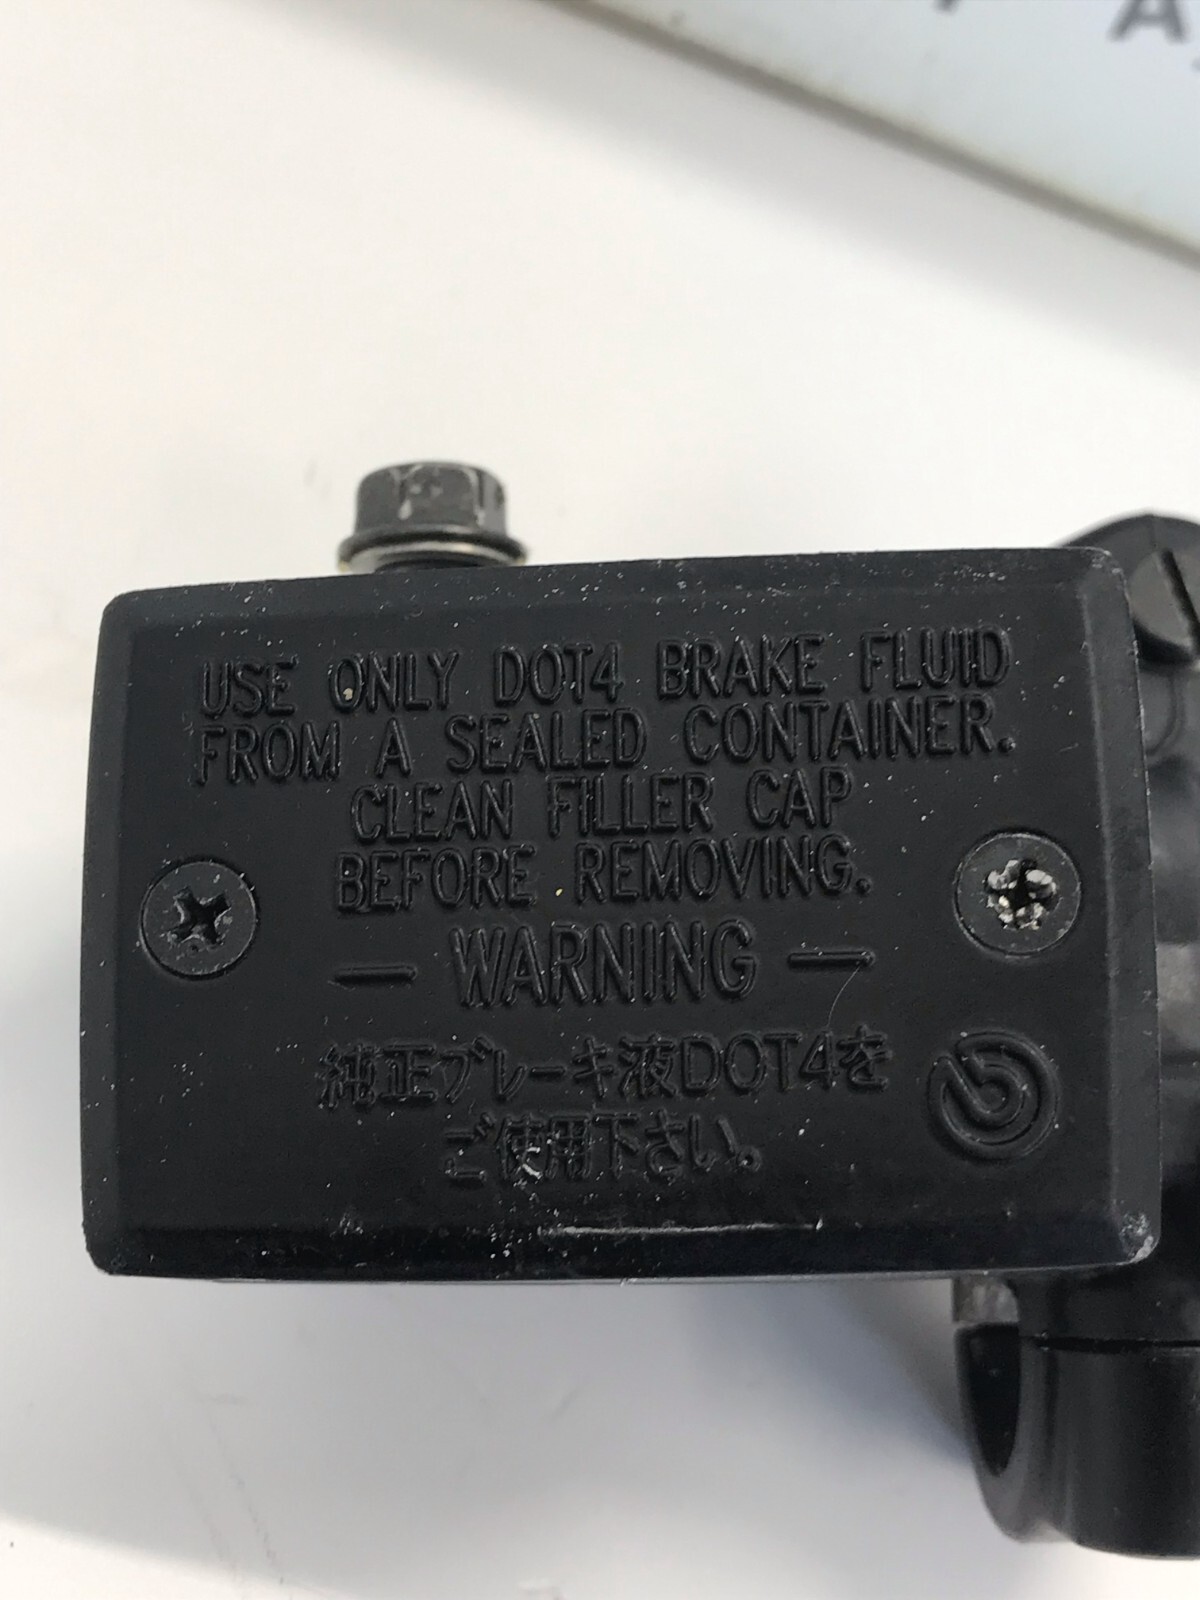 A
USE ONLY DOT4 BRAKE FLUID
FROM A SEALED CONTAINER.
CLEAN FILLER CAP
BEFORE REMOVING.
— WARNING —
純正ブレーキ液DOT4を
ご使用下さい。